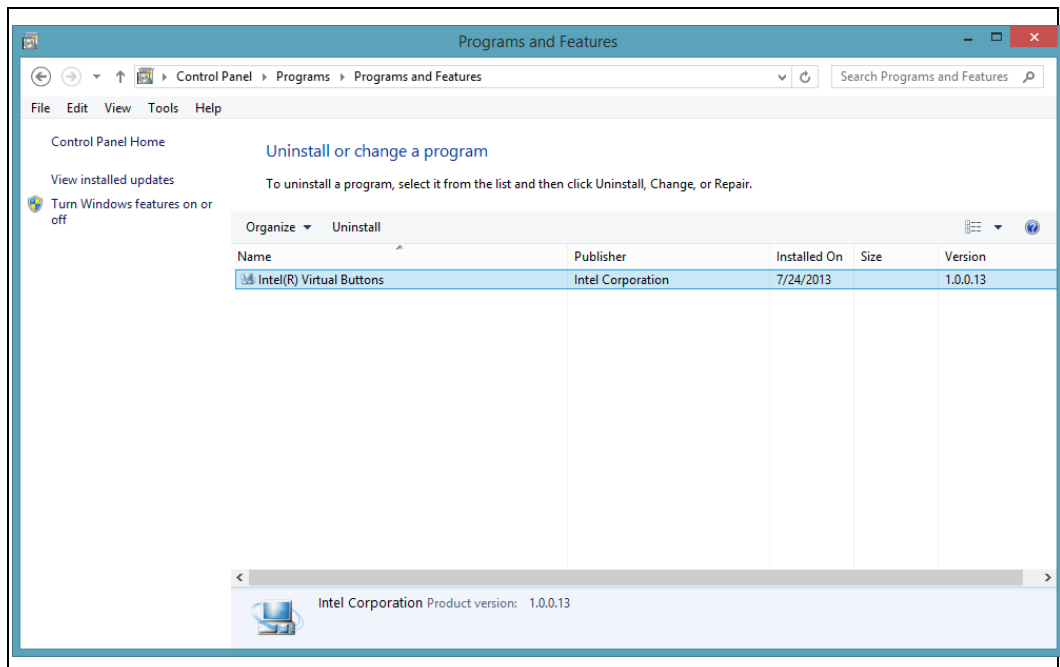 Programs and Features
Control Panel Programs Programs and Features Search Programs and Features
File Edit View Tools Help
Control Panel Home
View installed updates
Turn Windows features on or
off
Uninstall or change a program
To uninstall a program, select it from the list and then click Uninstall, Change, or Repair.
Organize Uninstall
Name Publisher Installed On Size Version
Intel(R) Virtual Buttons Intel Corporation 7/24/2013 1.0.0.13
Intel Corporation Product version: 1.0.0.13